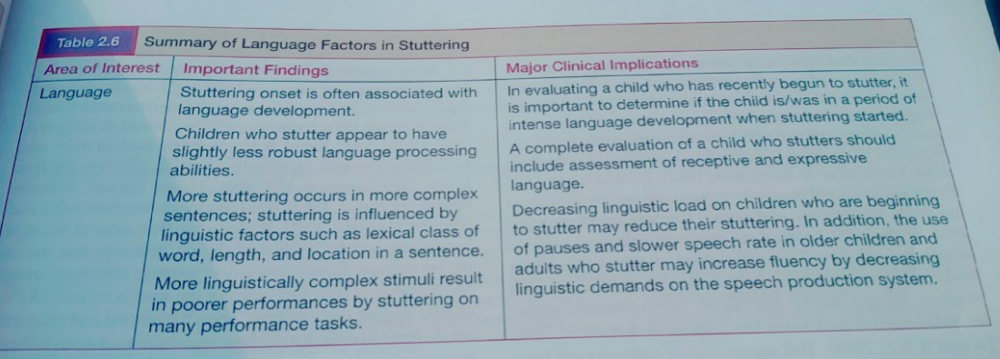 Table 2.6 Summary of Language Factors in Stuttering
Area of Interest Important Findings Major Clinical Implications
Language
Stuttering onset is often associated with
language development.
Children who stutter appear to have
slightly less robust language processing
abilities.
More stuttering occurs in more complex
sentences; stuttering is influenced by
linguistic factors such as lexical class of
word, length, and location in a sentence.
More linguistically complex stimuli result
in poorer performances by stuttering on
many performance tasks.
In evaluating a child who has recently begun to stutter, it
is important to determine if the child is/was in a period of
intense language development when stuttering started.
A complete evaluation of a child who stutters should
include assessment of receptive and expressive
language.
Decreasing linguistic load on children who are beginning
to stutter may reduce their stuttering. In addition, the use
of pauses and slower speech rate in older children and
adults who stutter may increase fluency by decreasing
linguistic demands on the speech production system.